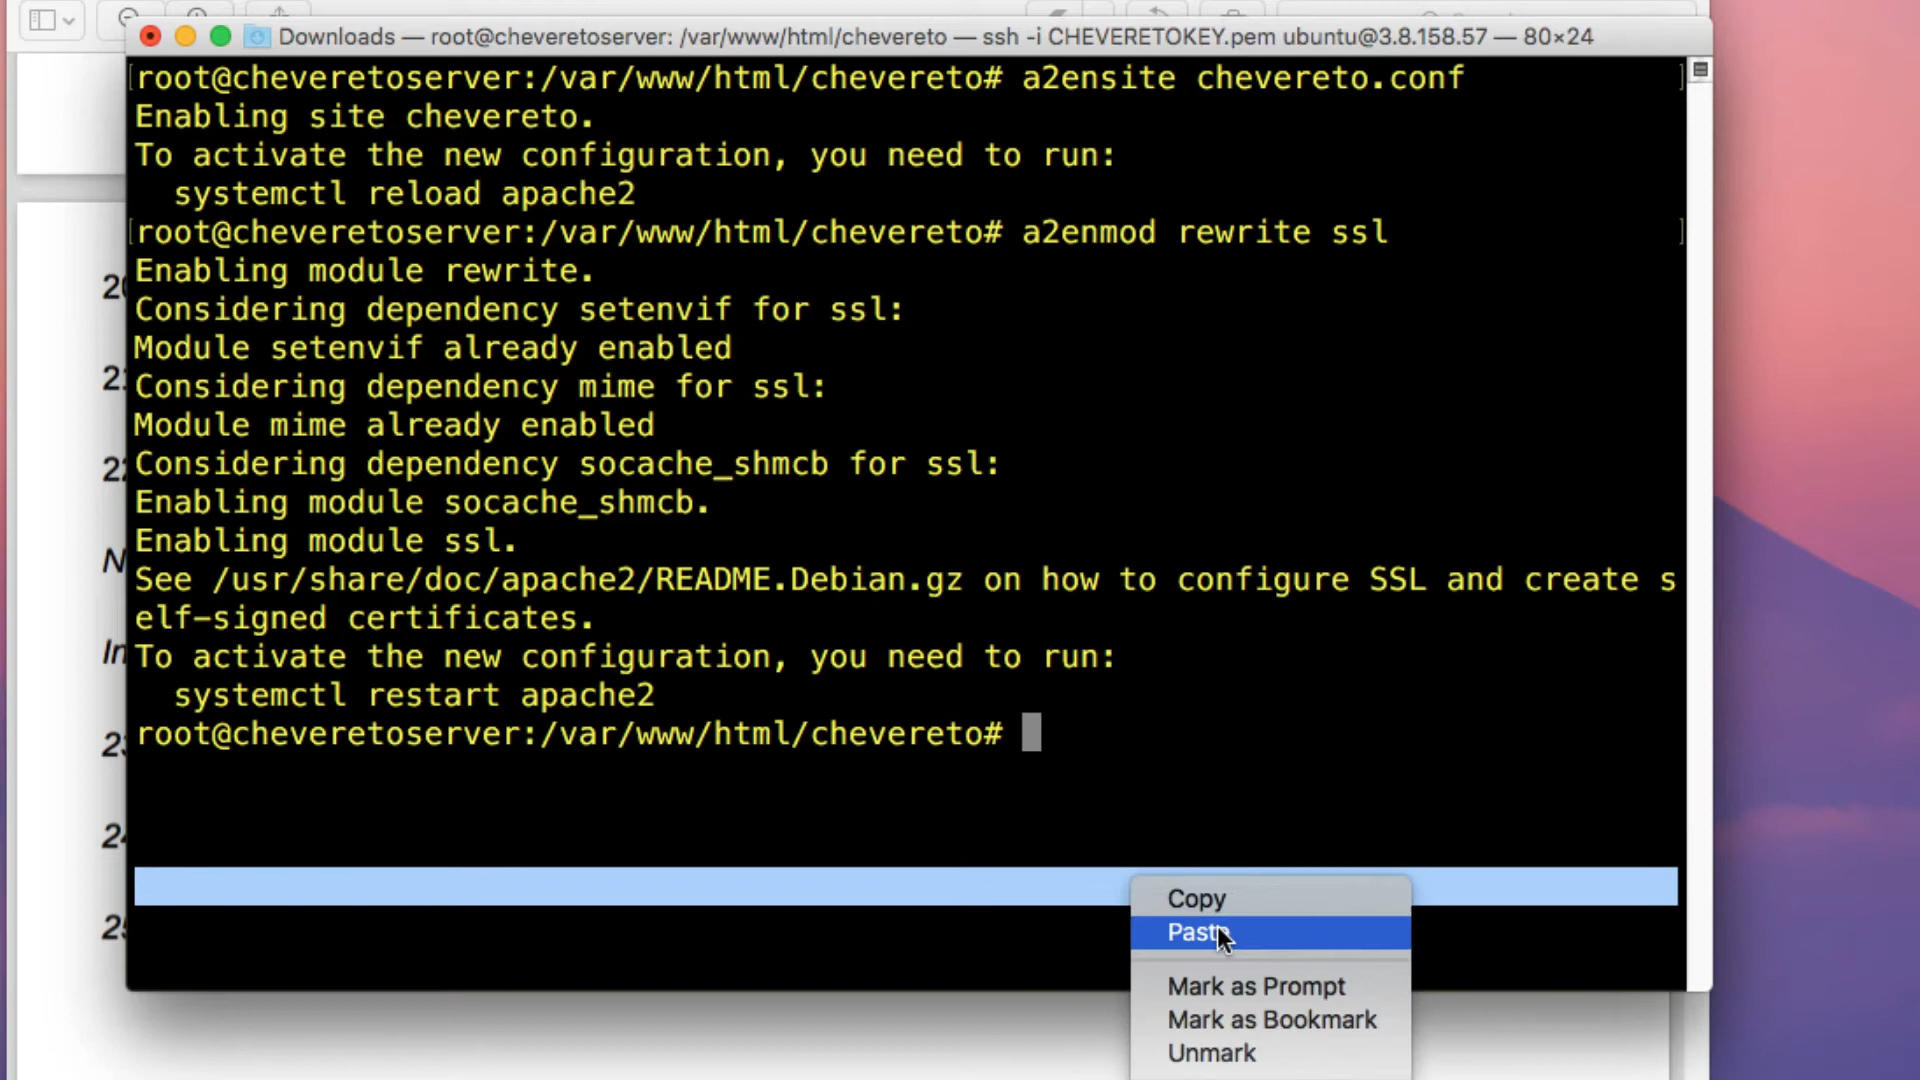 Downloads — root@cheveretoserver: /var/www/html/chevereto — ssh -i CHEVERETOKEY.pem ubuntu@3.8.158.57 — 80×24
[root@cheveretoserver:/var/www/html/chevereto# a2ensite chevereto.conf ]
Enabling site chevereto.
To activate the new configuration, you need to run:
systemctl reload apache2
[root@cheveretoserver:/var/www/html/chevereto# a2enmod rewrite ssl ]
Enabling module rewrite.
Considering dependency setenvif for ssl:
Module setenvif already enabled
Considering dependency mime for ssl:
Module mime already enabled
Considering dependency socache_shmcb for ssl:
Enabling module socache_shmcb.
Enabling module ssl.
See /usr/share/doc/apache2/README.Debian.gz on how to configure SSL and create s
elf-signed certificates.
To activate the new configuration, you need to run:
systemctl restart apache2
root@cheveretoserver:/var/www/html/chevereto#
Copy
Paste
Mark as Prompt
Mark as Bookmark
Unmark